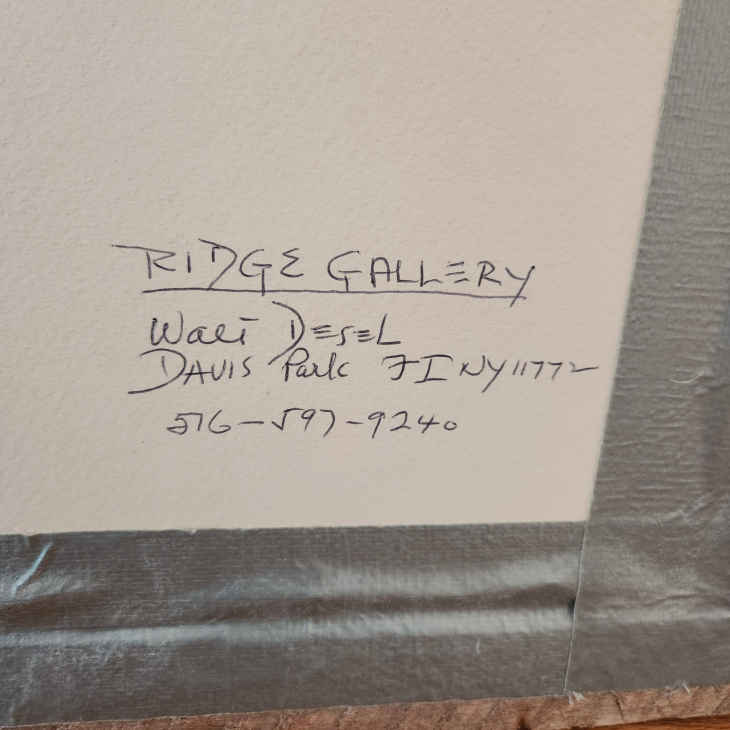 RIDGE GALLERY
Walt DESEL
DAVIS Park FI NY 11772
516-597-9240